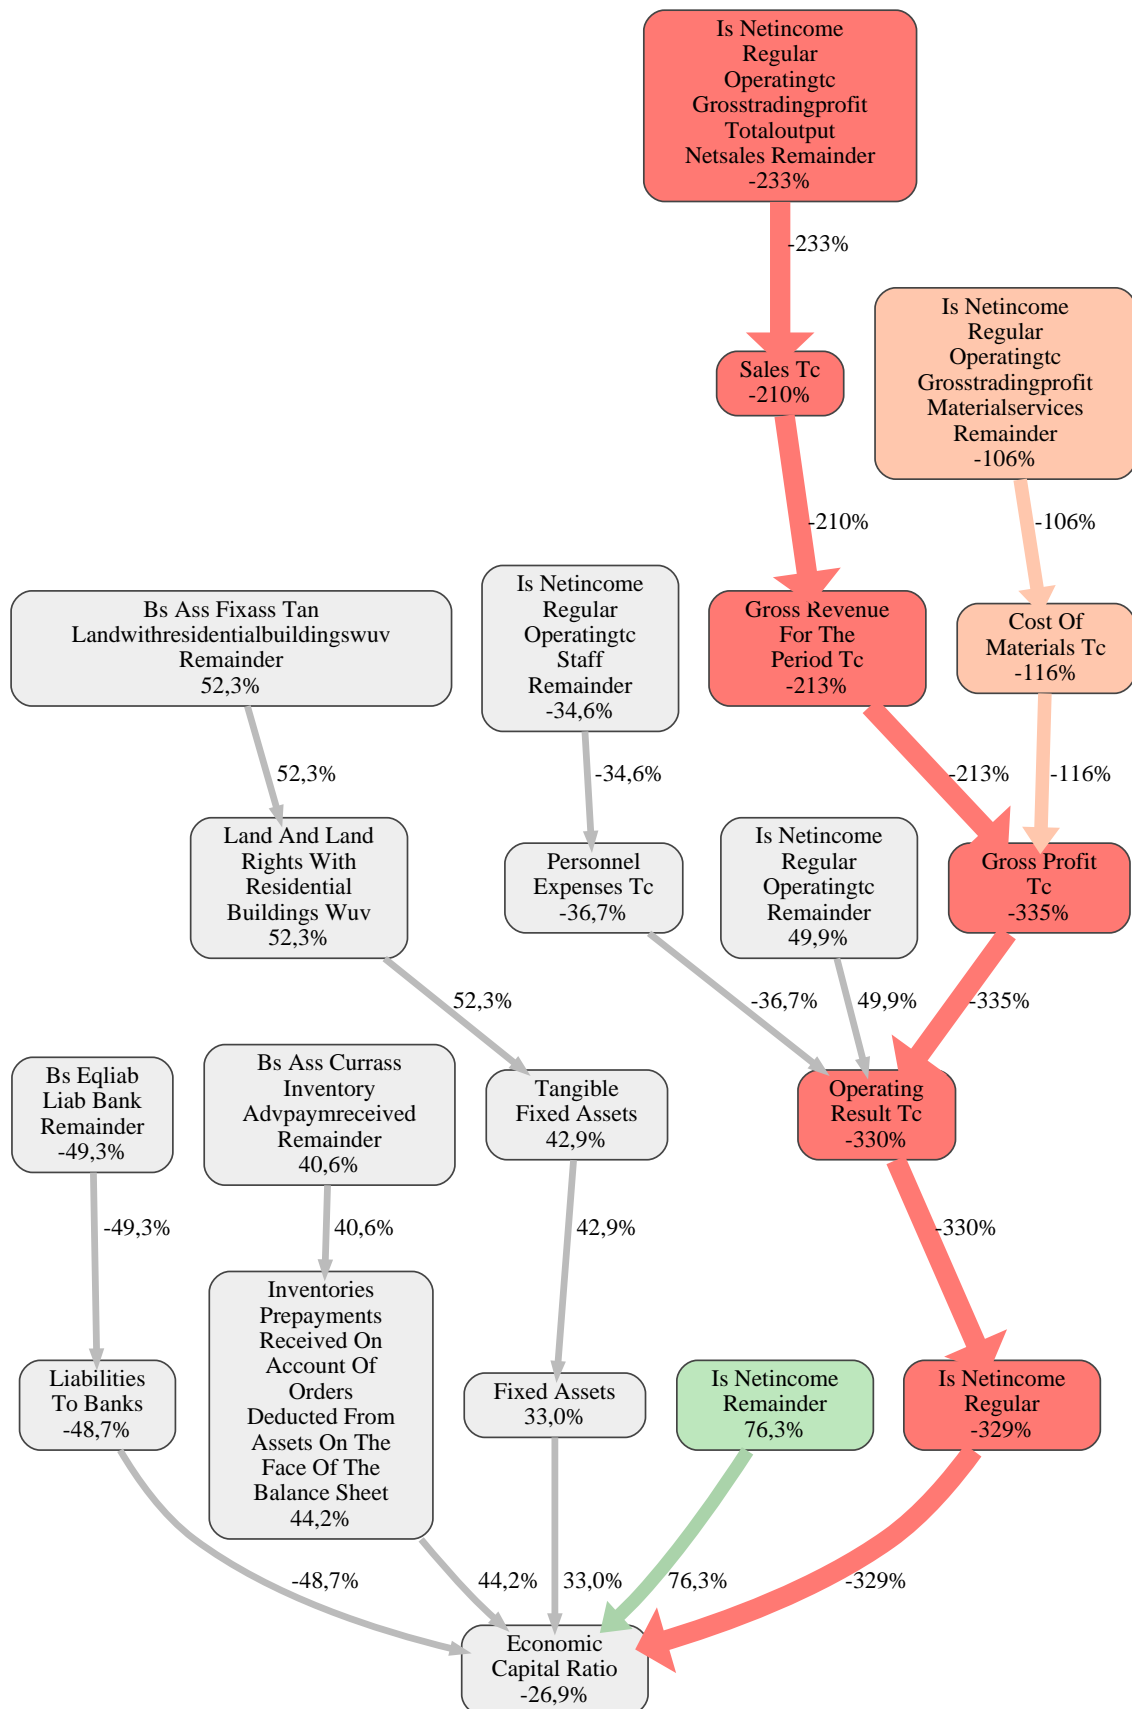 Is Netincome
Regular
Operatingtc
Grosstradingprofit
Totaloutput
Netsales Remainder
-233%
-233%
Sales Tc
-210%
Is Netincome
Regular
Operatingtc
Grosstradingprofit
Materialservices
Remainder
-106%
-210%
-106%
Bs Ass Fixass Tan
Landwithresidentialbuildingswuv
Remainder
52,3%
Is Netincome
Regular
Operatingtc
Staff
Remainder
-34,6%
Gross Revenue
For The
Period Tc
-213%
Cost Of
Materials Tc
-116%
52,3%
-34,6%
-213%
-116%
Land And Land
Rights With
Residential
Buildings Wuv
52,3%
Personnel
Expenses Tc
-36,7%
Is Netincome
Regular
Operatingtc
Remainder
49,9%
Gross Profit
Tc
-335%
52,3%
-36,7%
49,9%
-335%
Bs Eqliab
Liab Bank
Remainder
-49,3%
Bs Ass Currass
Inventory
Advpaymreceived
Remainder
40,6%
Tangible
Fixed Assets
42,9%
Operating
Result Tc
-330%
-49,3%
40,6%
42,9%
-330%
Liabilities
To Banks
-48,7%
Inventories
Prepayments
Received On
Account Of
Orders
Deducted From
Assets On The
Face Of The
Balance Sheet
44,2%
Fixed Assets
33,0%
Is Netincome
Remainder
76,3%
Is Netincome
Regular
-329%
-48,7%
44,2%
33,0%
76,3%
-329%
Economic
Capital Ratio
-26,9%